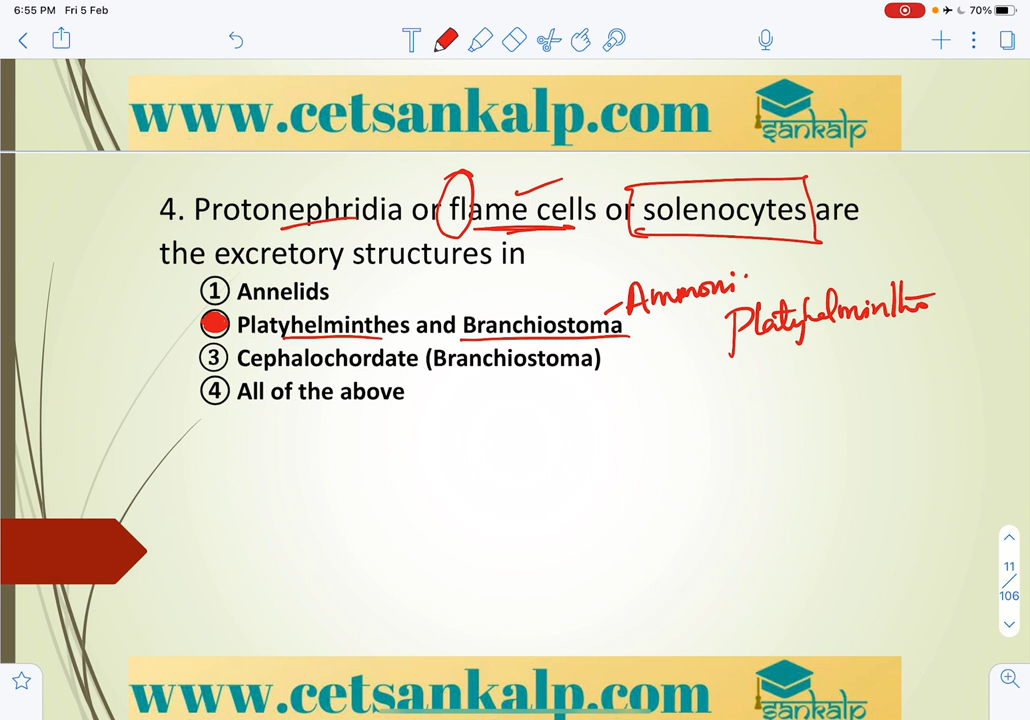 6:55 PM Fri 5 Feb
70%
www.cetsankalp.com
sankalp
4. Protonephridia or flame cells or solenocytes are
the excretory structures in
1 Annelids
Platyhelminthes and Branchiostoma
3 Cephalochordate (Branchiostoma)
4 All of the above
-Ammoni.
Platyhelminthes
11
106
www.cetsankalp.com
sankalp